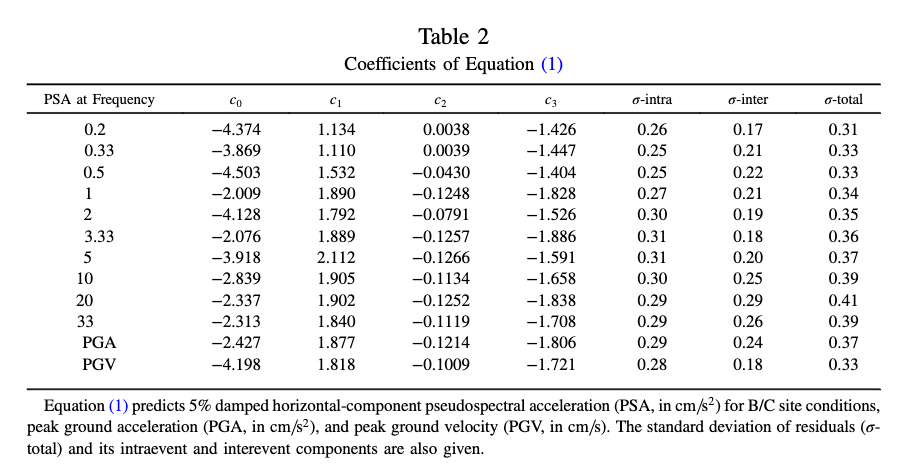 Table 2
Coefficients of Equation (1)
PSA at Frequency c₀ c₁ c₂ c₃ σ-intra σ-inter σ-total
0.2 −4.374 1.134 0.0038 −1.426 0.26 0.17 0.31
0.33 −3.869 1.110 0.0039 −1.447 0.25 0.21 0.33
0.5 −4.503 1.532 −0.0430 −1.404 0.25 0.22 0.33
1 −2.009 1.890 −0.1248 −1.828 0.27 0.21 0.34
2 −4.128 1.792 −0.0791 −1.526 0.30 0.19 0.35
3.33 −2.076 1.889 −0.1257 −1.886 0.31 0.18 0.36
5 −3.918 2.112 −0.1266 −1.591 0.31 0.20 0.37
10 −2.839 1.905 −0.1134 −1.658 0.30 0.25 0.39
20 −2.337 1.902 −0.1252 −1.838 0.29 0.29 0.41
33 −2.313 1.840 −0.1119 −1.708 0.29 0.26 0.39
PGA −2.427 1.877 −0.1214 −1.806 0.29 0.24 0.37
PGV −4.198 1.818 −0.1009 −1.721 0.28 0.18 0.33
Equation (1) predicts 5% damped horizontal-component pseudospectral acceleration (PSA, in cm/s²) for B/C site conditions,
peak ground acceleration (PGA, in cm/s²), and peak ground velocity (PGV, in cm/s). The standard deviation of residuals (σ-
total) and its intraevent and interevent components are also given.